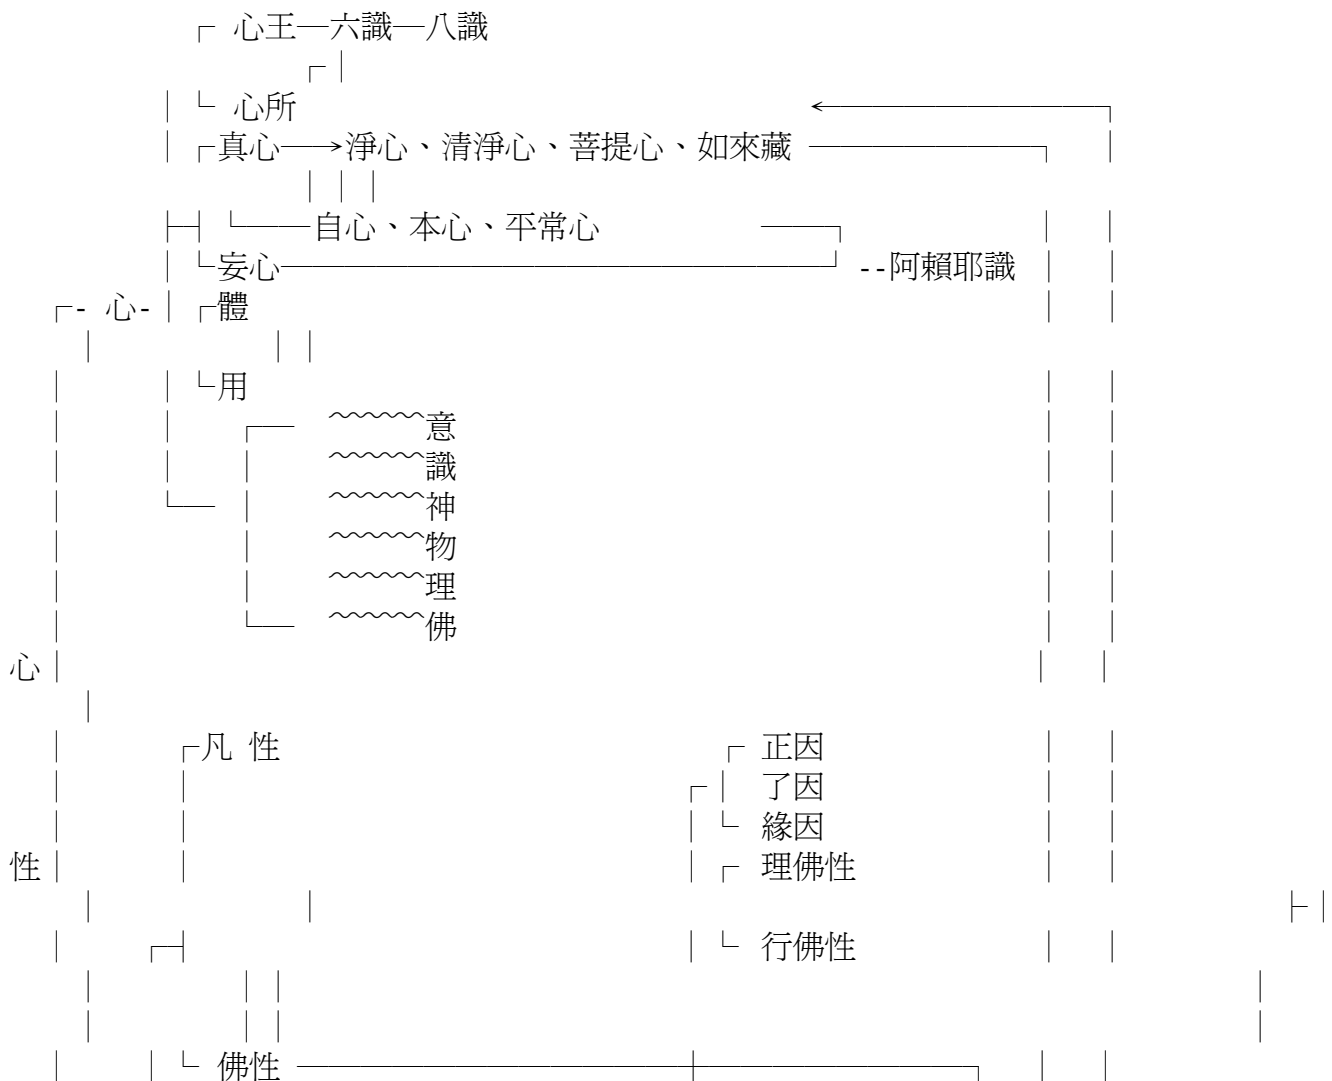 心王—六識—八識
心所
真心→淨心、清淨心、菩提心、如來藏
自心、本心、平常心
妄心 --阿賴耶識
- 心- 體
用
意
識
神
物
理
佛
心
凡 性 正因
了因
緣因
性 理佛性
行佛性
佛性